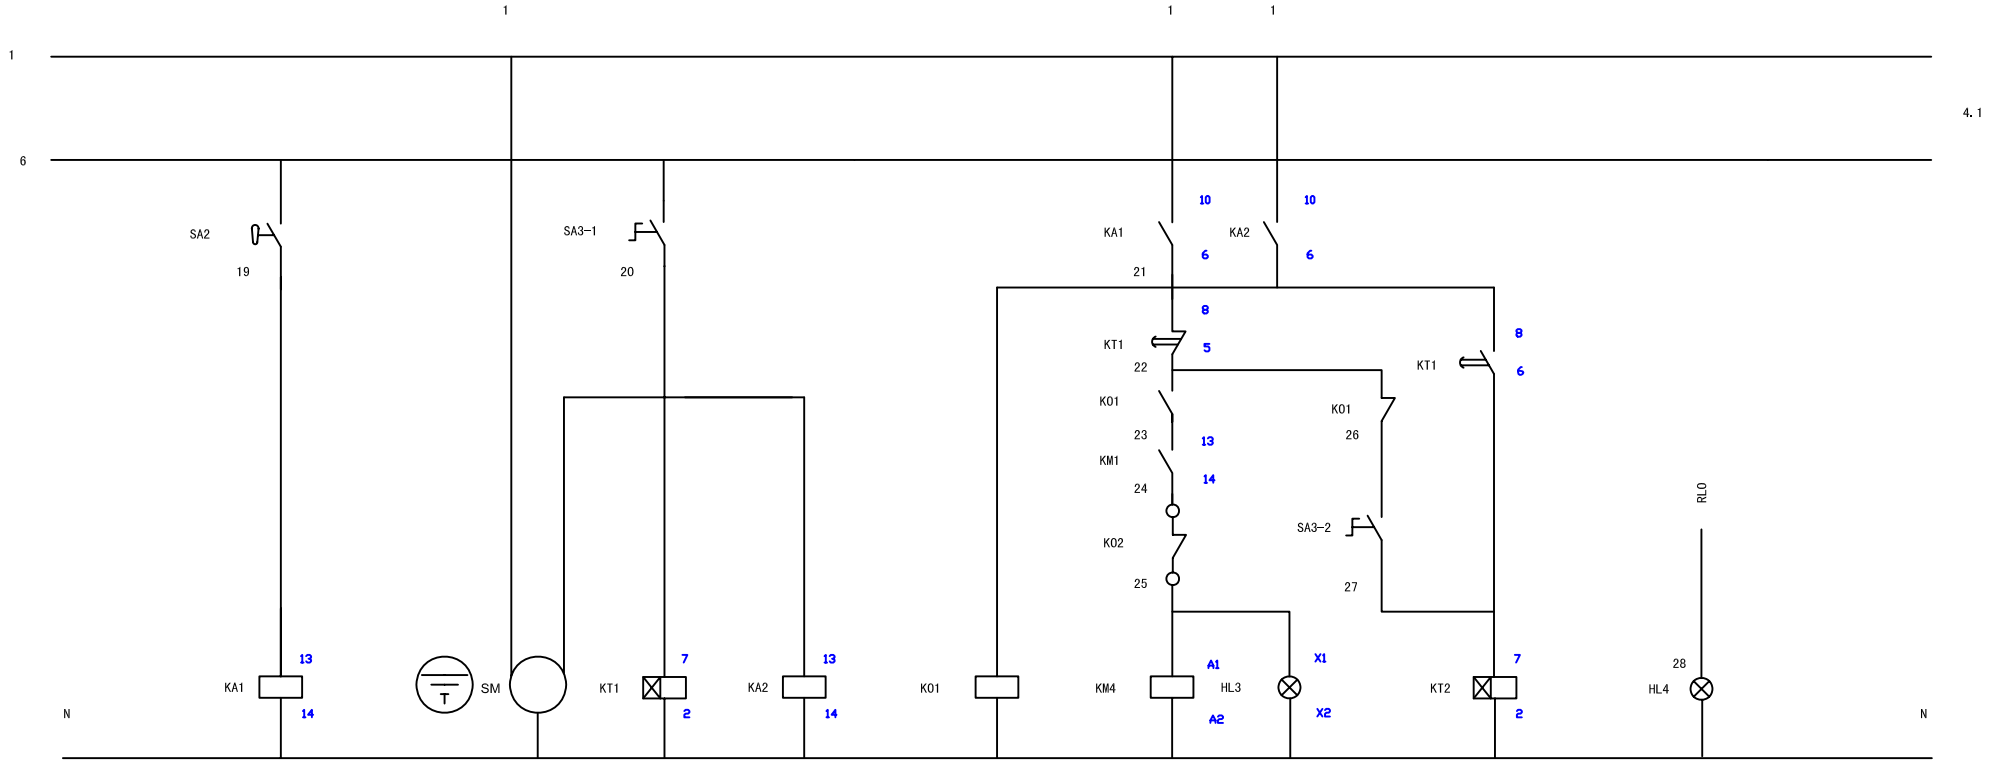 1 1 1
1
4.1
6
10 10
SA2 SA3-1 KA1 KA2
6 6
19 20 21
8
8
KT1 5
KT1 6
22
KO1 KO1
23 26
13
KM1
14
24
RLO
SA3-2
KO2
25 27
13 7 13 A1 X1 7
28
KA1 SM KT1 KA2 KO1 KM4 HL3 KT2 HL4
T
N 14 2 14 A2 X2 2 N